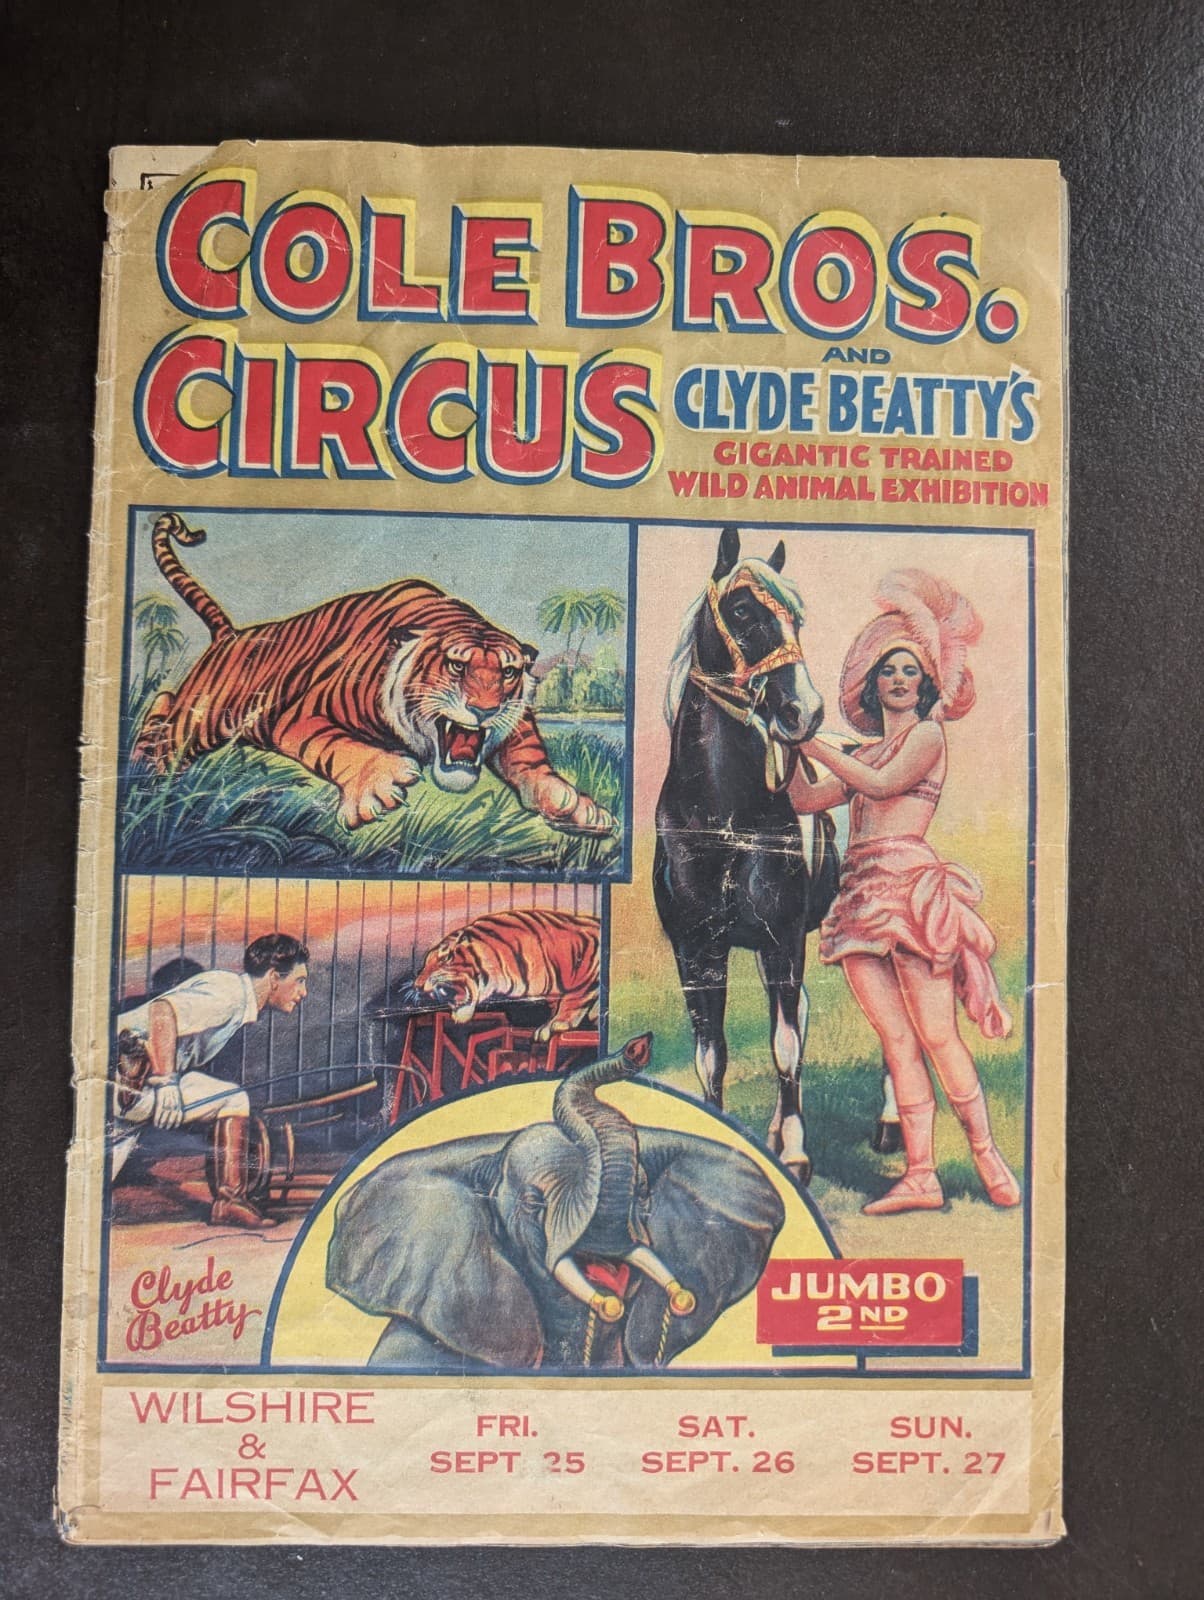 COLE BROS.
CIRCUS
AND
CLYDE BEATTY'S
GIGANTIC TRAINED
WILD ANIMAL EXHIBITION
Clyde
Beatty
JUMBO
2ND
WILSHIRE
&
FAIRFAX
FRI.
SEPT 25
SAT.
SEPT. 26
SUN.
SEPT. 27